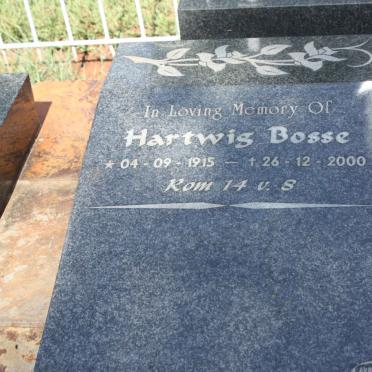 In Loving Memory Of
Hartwig Bosse
* 04-09-1915 — † 26-12-2000
Rom 14 v. 8